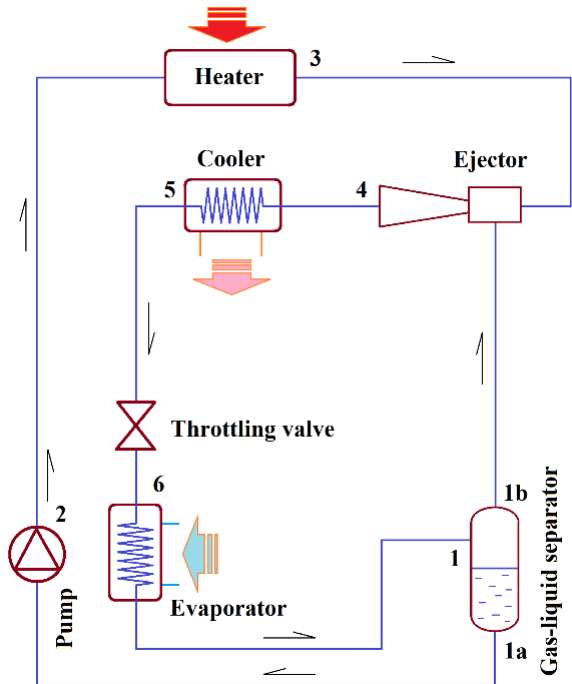 Heater
3
Cooler
5
4
Ejector
Throttling valve
6
2
Pump
Evaporator
1b
1
1a
Gas-liquid separator